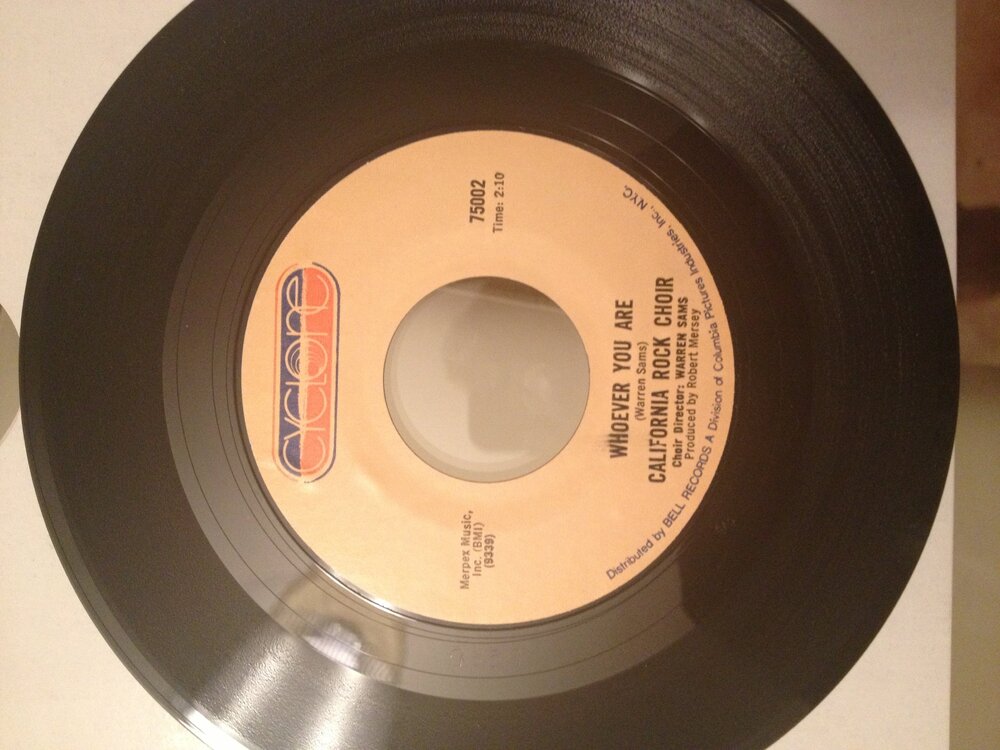 cyclone
75002
Time: 2:10
Merpex Music,
Inc. (BMI)
(9339)
WHOEVER YOU ARE
(Warren Sams)
CALIFORNIA ROCK CHOIR
Choir Director: WARREN SAMS
Produced by Robert Mersey
Distributed by BELL RECORDS A Division of Columbia Pictures Industries, Inc., NYC.